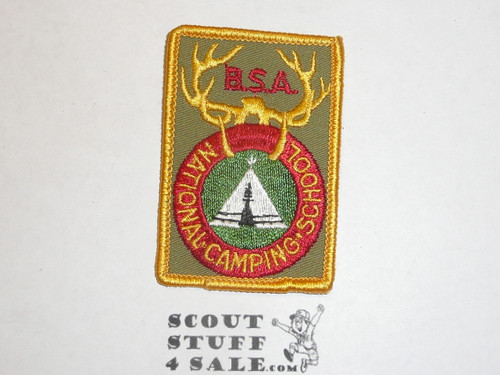 B.S.A.
NATIONAL · CAMPING · SCHOOL
SCOUT
STUFF
4 SALE.com